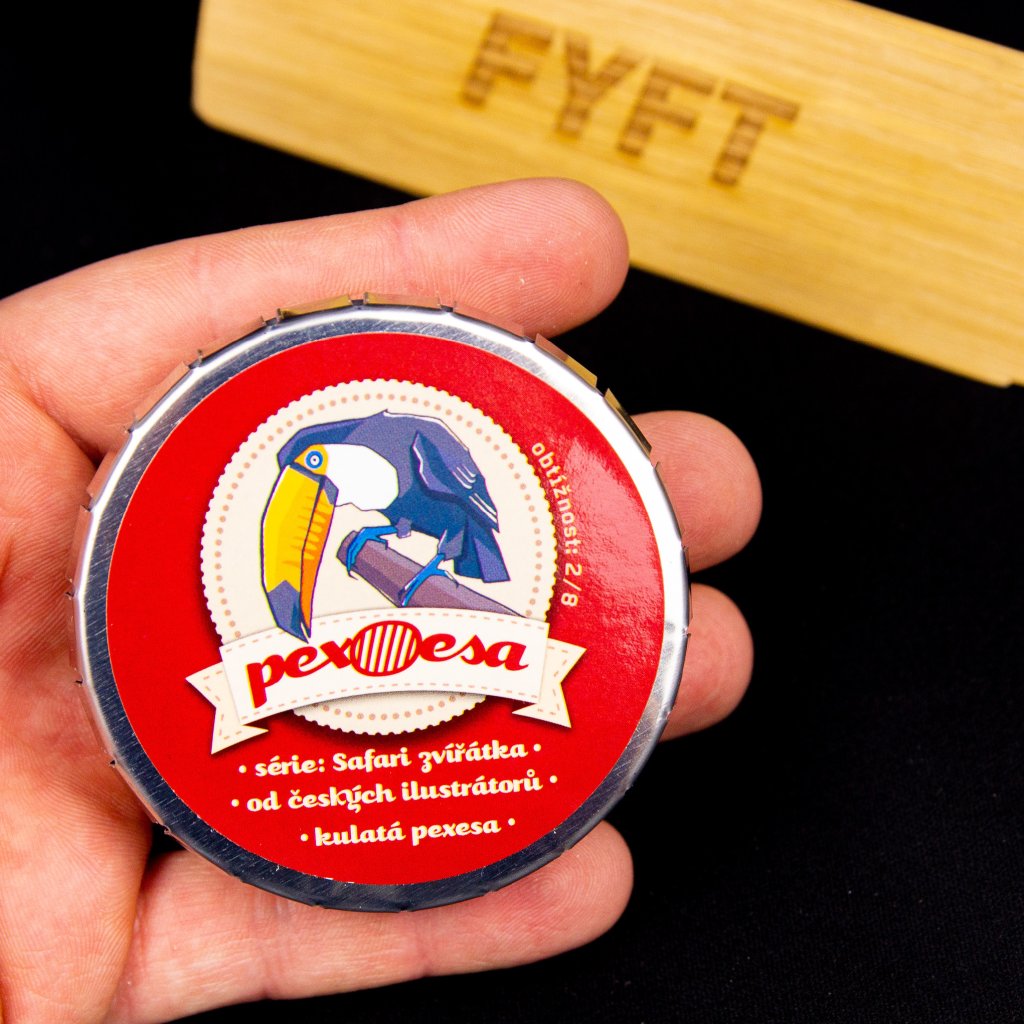 FYFT
obtížnost: 2/8
pexesa
• série: Safari zvířátka •
• od českých ilustrátorů •
• kulatá pexesa •